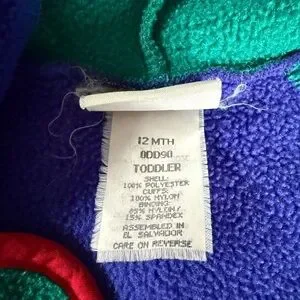 12 MTH
ODD90
TODDLER
SHELL:
100% POLYESTER
CUFFS:
100% NYLON
BINDING:
85% NYLON/
15% SPANDEX
ASSEMBLED IN
EL SALVADOR
CARE ON REVERSE